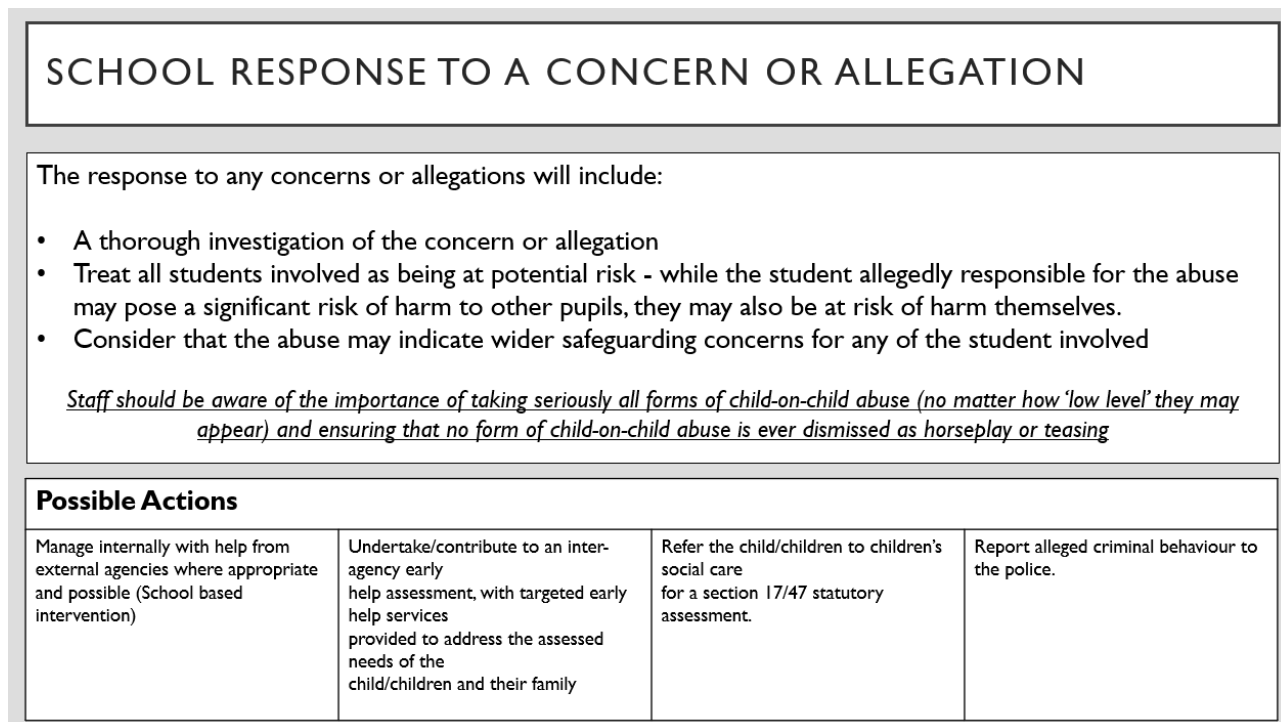 SCHOOL RESPONSE TO A CONCERN OR ALLEGATION
The response to any concerns or allegations will include:
• A thorough investigation of the concern or allegation
• Treat all students involved as being at potential risk - while the student allegedly responsible for the abuse
may pose a significant risk of harm to other pupils, they may also be at risk of harm themselves.
• Consider that the abuse may indicate wider safeguarding concerns for any of the student involved
Staff should be aware of the importance of taking seriously all forms of child-on-child abuse (no matter how ‘low level’ they may
appear) and ensuring that no form of child-on-child abuse is ever dismissed as horseplay or teasing
Possible Actions
Manage internally with help from
external agencies where appropriate
and possible (School based
intervention)
Undertake/contribute to an inter-
agency early
help assessment, with targeted early
help services
provided to address the assessed
needs of the
child/children and their family
Refer the child/children to children’s
social care
for a section 17/47 statutory
assessment.
Report alleged criminal behaviour to
the police.